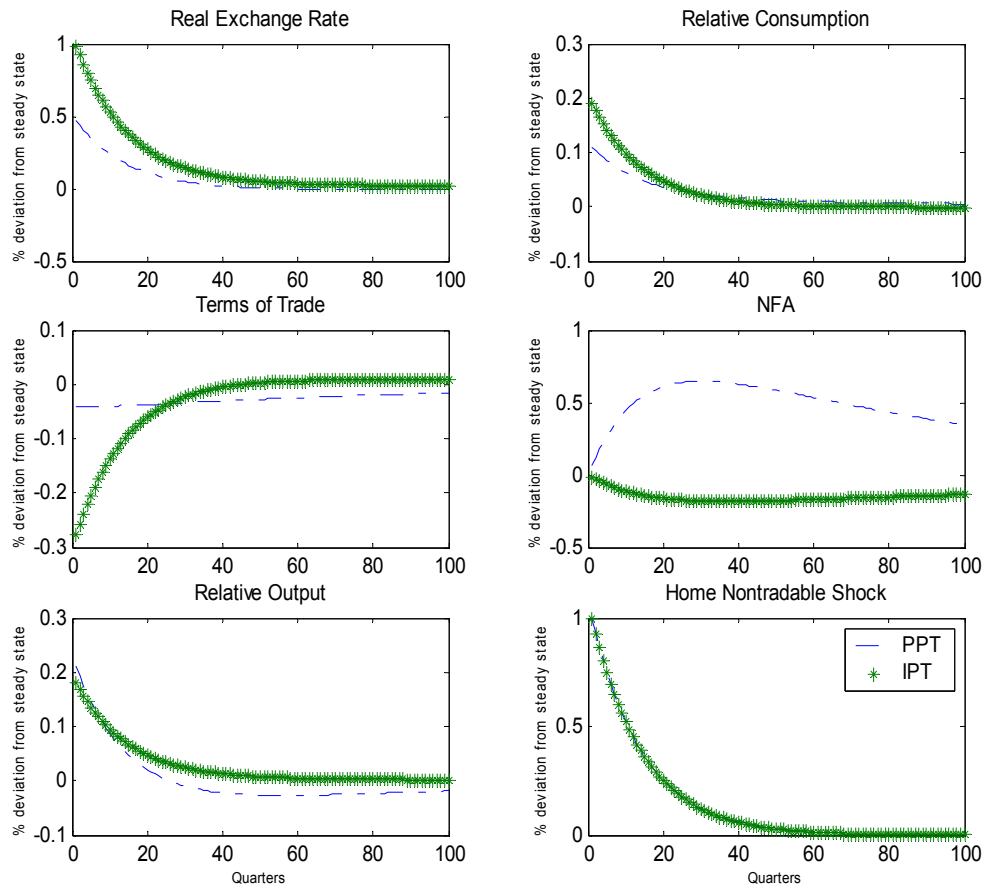 Real Exchange Rate
% deviation from steady state
1
0.5
0
-0.5
0 20 40 60 80 100
Relative Consumption
% deviation from steady state
0.3
0.2
0.1
0
-0.1
0 20 40 60 80 100
Terms of Trade
% deviation from steady state
0.1
0
-0.1
-0.2
-0.3
0 20 40 60 80 100
NFA
% deviation from steady state
1
0.5
0
-0.5
0 20 40 60 80 100
Relative Output
% deviation from steady state
0.3
0.2
0.1
0
-0.1
0 20 40 60 80 100
Quarters
Home Nontradable Shock
% deviation from steady state
1
0.5
0
0 20 40 60 80 100
Quarters
PPT
IPT